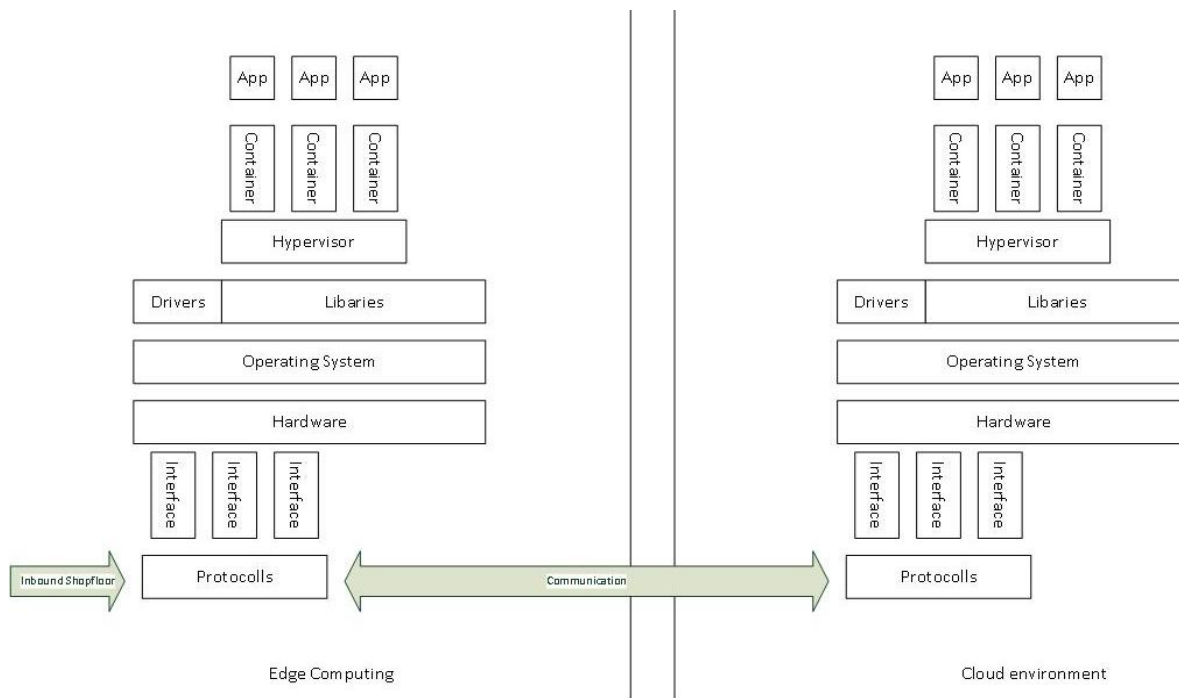 App App App
Container Container Container
Hypervisor
Drivers Libaries
Operating System
Hardware
Interface Interface Interface
Inbound Shopfloor
Protocolls
Communication
Edge Computing
App App App
Container Container Container
Hypervisor
Drivers Libaries
Operating System
Hardware
Interface Interface Interface
Protocolls
Cloud environment